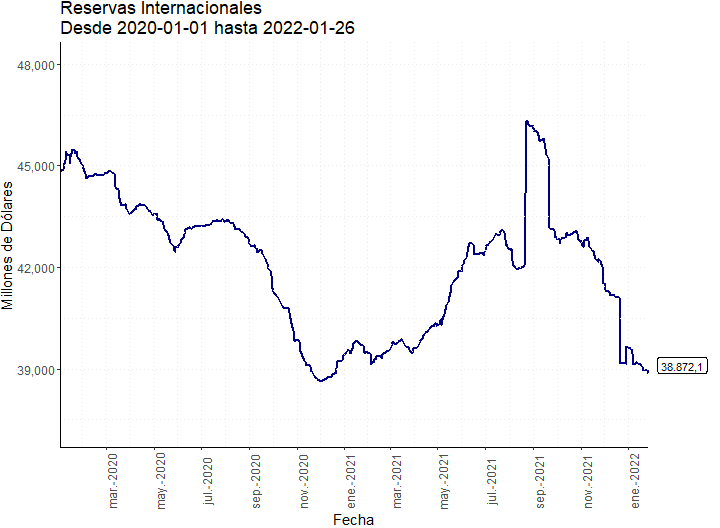 Reservas Internacionales
Desde 2020-01-01 hasta 2022-01-26
Millones de Dólares
48,000
45,000
42,000
39,000
38.872,1
mar.-2020
may.-2020
jul.-2020
sep.-2020
nov.-2020
ene.-2021
mar.-2021
may.-2021
jul.-2021
sep.-2021
nov.-2021
ene.-2022
Fecha